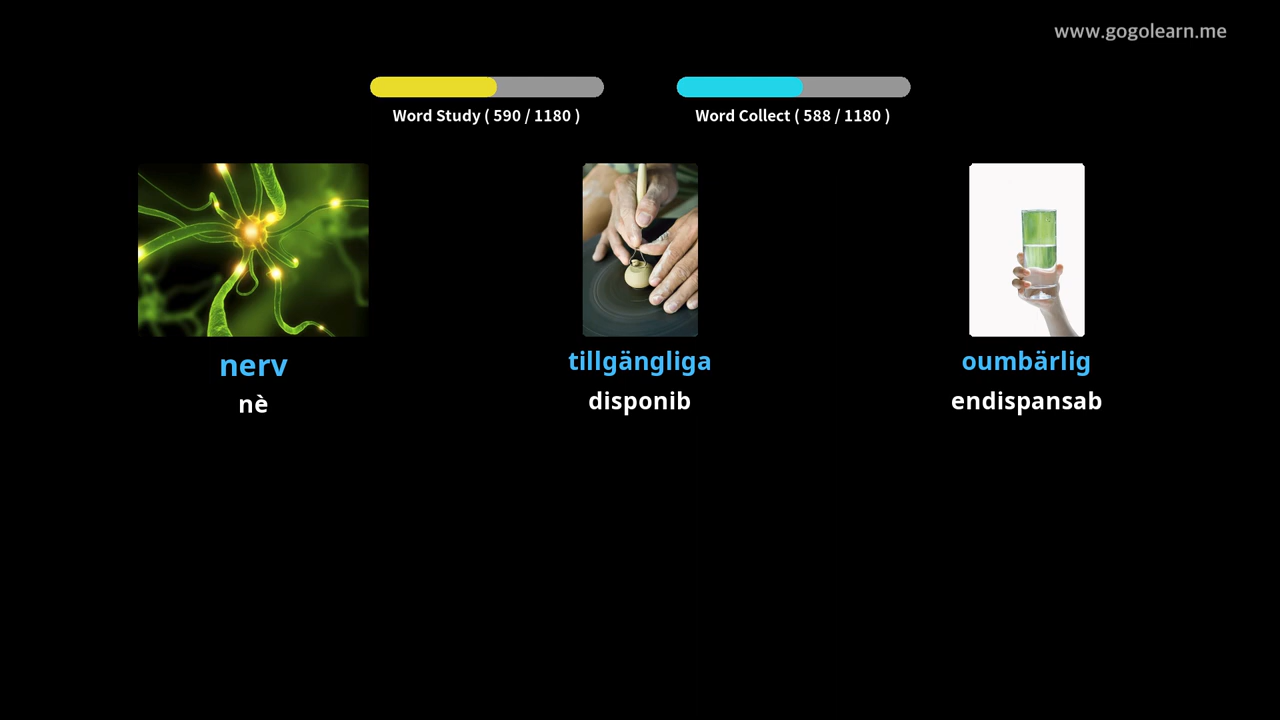 www.gogolearn.me
Word Study ( 590 / 1180 )
Word Collect ( 588 / 1180 )
nerv
nè
tillgängliga
disponib
oumbärlig
endispansab